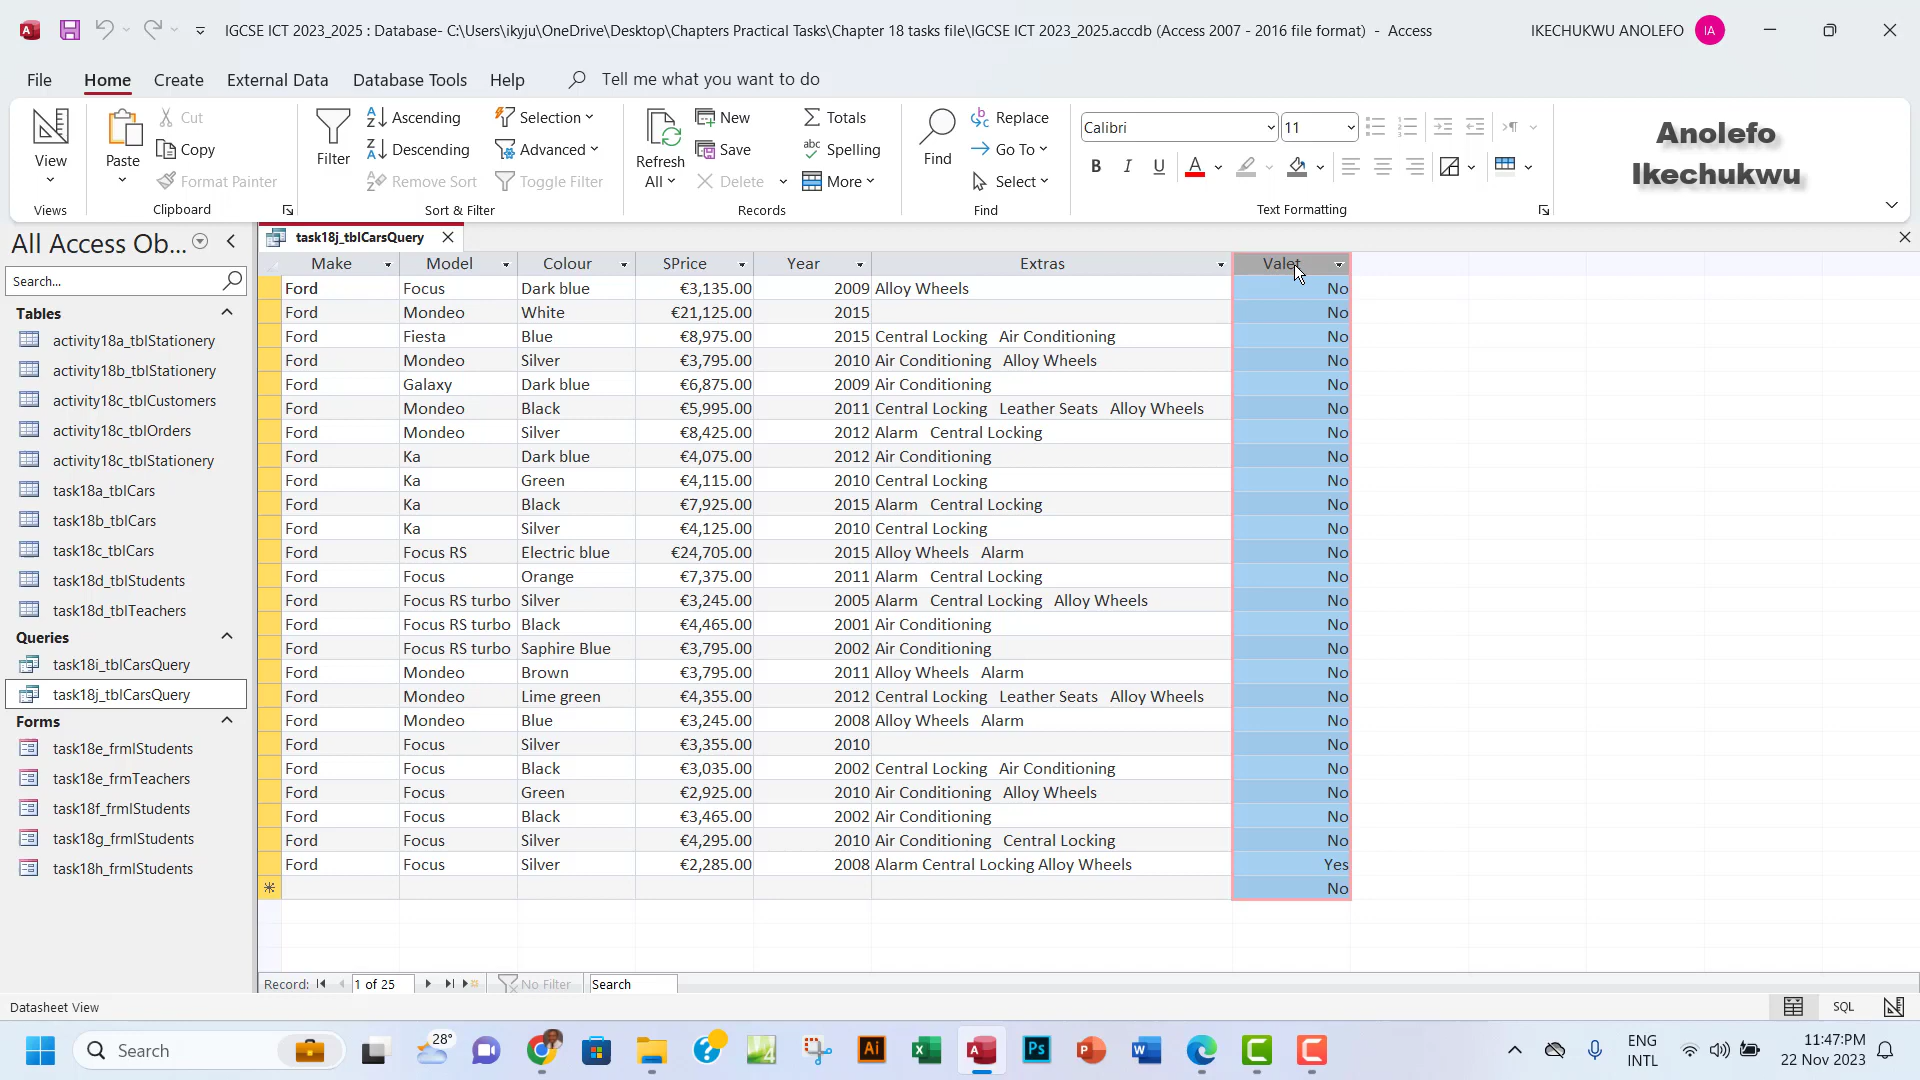 IGCSE ICT 2023_2025 : Database- C:\Users\ikyju\OneDrive\Desktop\Chapters Practical Tasks\Chapter 18 tasks file\IGCSE ICT 2023_2025.accdb (Access 2007 - 2016 file format) - Access
IKECHUKWU ANOLEFO IA
File Home Create External Data Database Tools Help Tell me what you want to do
View
Views
Paste
Cut
Copy
Format Painter
Clipboard
Filter
Ascending
Descending
Remove Sort
Selection
Advanced
Toggle Filter
Sort & Filter
Refresh All
New
Save
Delete
Totals
Spelling
More
Records
Find
Replace
Go To
Select
Find
Calibri 11
B I U A
Text Formatting
Anolefo
Ikechukwu
All Access Ob...
Search...
Tables
activity18a_tblStationery
activity18b_tblStationery
activity18c_tblCustomers
activity18c_tblOrders
activity18c_tblStationery
task18a_tblCars
task18b_tblCars
task18c_tblCars
task18d_tblStudents
task18d_tblTeachers
Queries
task18i_tblCarsQuery
task18j_tblCarsQuery
Forms
task18e_frmlStudents
task18e_frmTeachers
task18f_frmlStudents
task18g_frmlStudents
task18h_frmlStudents
task18j_tblCarsQuery
Make Model Colour SPrice Year Extras Valet
Ford Focus Dark blue €3,135.00 2009 Alloy Wheels No
Ford Mondeo White €21,125.00 2015 No
Ford Fiesta Blue €8,975.00 2015 Central Locking Air Conditioning No
Ford Mondeo Silver €3,795.00 2010 Air Conditioning Alloy Wheels No
Ford Galaxy Dark blue €6,875.00 2009 Air Conditioning No
Ford Mondeo Black €5,995.00 2011 Central Locking Leather Seats Alloy Wheels No
Ford Mondeo Silver €8,425.00 2012 Alarm Central Locking No
Ford Ka Dark blue €4,075.00 2012 Air Conditioning No
Ford Ka Green €4,115.00 2010 Central Locking No
Ford Ka Black €7,925.00 2015 Alarm Central Locking No
Ford Ka Silver €4,125.00 2010 Central Locking No
Ford Focus RS Electric blue €24,705.00 2015 Alloy Wheels Alarm No
Ford Focus Orange €7,375.00 2011 Alarm Central Locking No
Ford Focus RS turbo Silver €3,245.00 2005 Alarm Central Locking Alloy Wheels No
Ford Focus RS turbo Black €4,465.00 2001 Air Conditioning No
Ford Focus RS turbo Saphire Blue €3,795.00 2002 Air Conditioning No
Ford Mondeo Brown €3,795.00 2011 Alloy Wheels Alarm No
Ford Mondeo Lime green €4,355.00 2012 Central Locking Leather Seats Alloy Wheels No
Ford Mondeo Blue €3,245.00 2008 Alloy Wheels Alarm No
Ford Focus Silver €3,355.00 2010 No
Ford Focus Black €3,035.00 2002 Central Locking Air Conditioning No
Ford Focus Green €2,925.00 2010 Air Conditioning Alloy Wheels No
Ford Focus Black €3,465.00 2002 Air Conditioning No
Ford Focus Silver €4,295.00 2010 Air Conditioning Central Locking No
Ford Focus Silver €2,285.00 2008 Alarm Central Locking Alloy Wheels Yes
No
Record: 1 of 25 No Filter Search
Datasheet View SQL
Search 28° Ai Ps
ENG
INTL
11:47:PM
22 Nov 2023